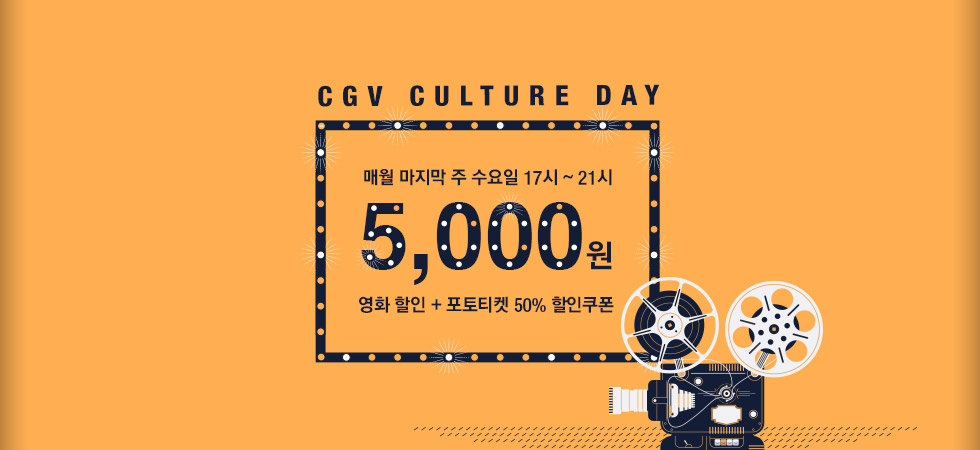 CGV CULTURE DAY
매월 마지막 주 수요일 17시 ~ 21시
5,000원
영화 할인 + 포토티켓 50% 할인쿠폰